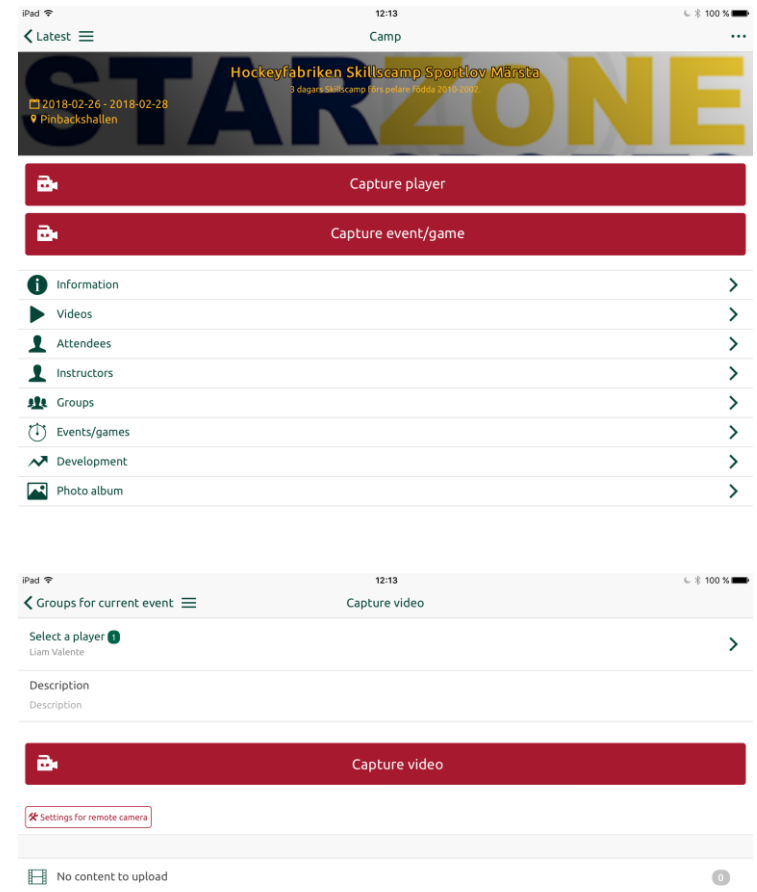 iPad 12:13 100 %
Latest Camp
STARZONE
Hockeyfabriken Skillscamp Sportlov Märsta
3 dagars Skillscamp förs pelare födda 2010-2002.
2018-02-26 - 2018-02-28
Pinbackshallen
SPORTS
Capture player
Capture event/game
Information
Videos
Attendees
Instructors
Groups
Events/games
Development
Photo album
iPad 12:13 100 %
Groups for current event Capture video
Select a player 1
Liam Valente
Description
Description
Capture video
Settings for remote camera
No content to upload 0